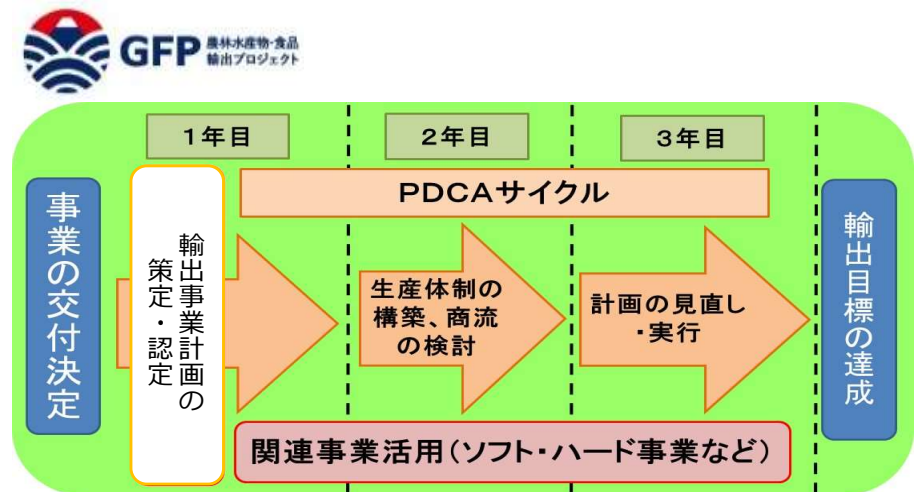 GFP 農林水産物・食品
輸出プロジェクト
1年目
2年目
3年目
PDCAサイクル
事業の交付決定
輸出事業計画の
策定・認定
生産体制の
構築、商流
の検討
計画の見直し
・実行
輸出目標の達成
関連事業活用(ソフト・ハード事業など)